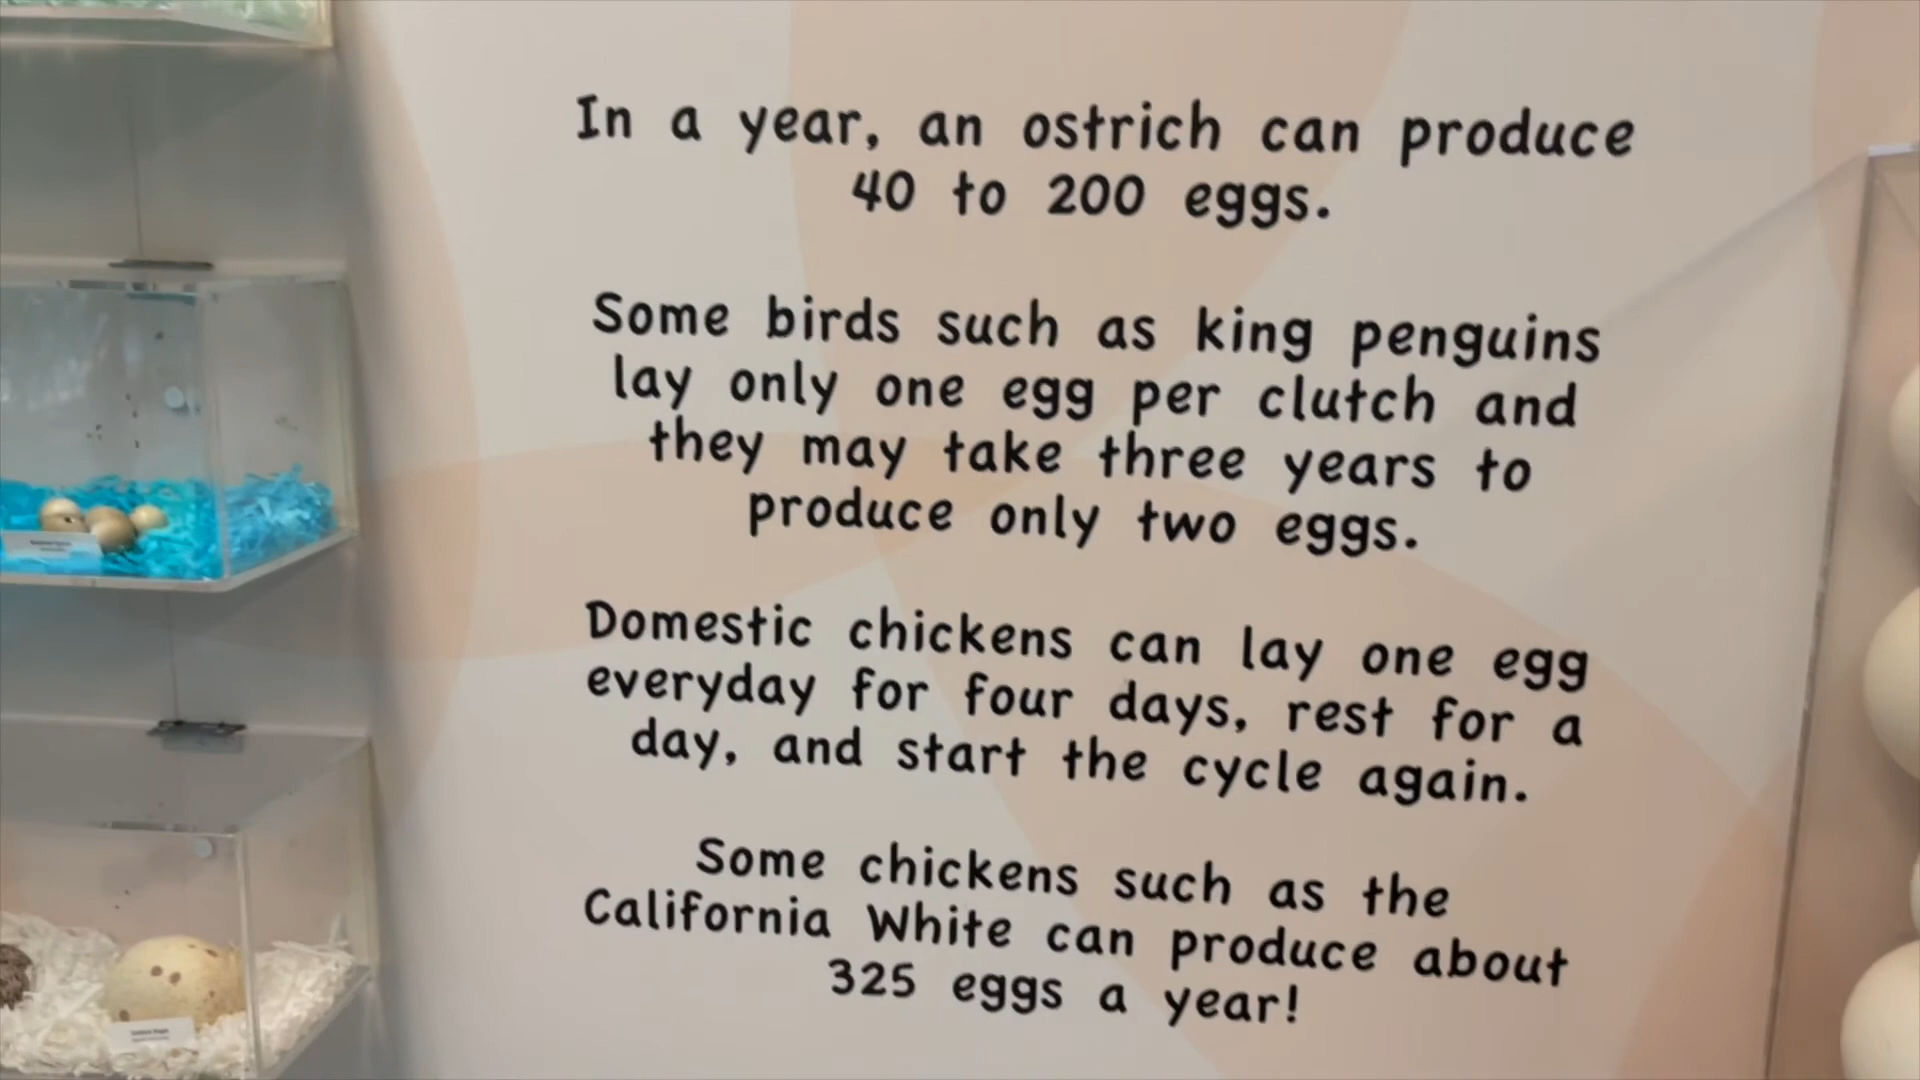 In a year, an ostrich can produce
40 to 200 eggs.
Some birds such as king penguins
lay only one egg per clutch and
they may take three years to
produce only two eggs.
Domestic chickens can lay one egg
everyday for four days, rest for a
day, and start the cycle again.
Some chickens such as the
California White can produce about
325 eggs a year!